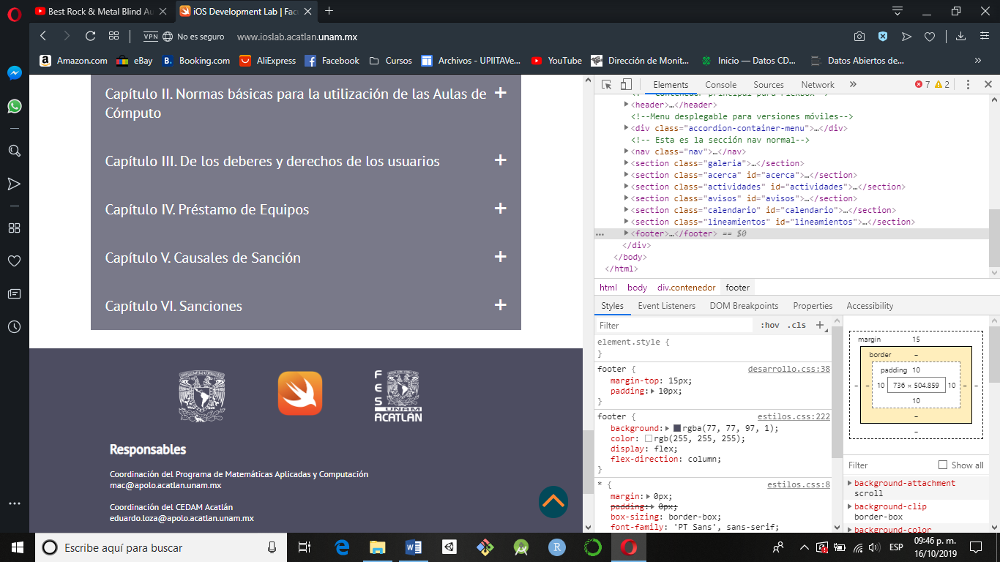 Best Rock & Metal Blind Au
iOS Development Lab | Fac
VPN
No es seguro
www.ioslab.acatlan.unam.mx
Amazon.com
eBay
Booking.com
AliExpress
Facebook
Cursos
Archivos - UPIITAVe...
YouTube
Dirección de Monit...
Inicio — Datos CD...
Datos Abiertos de...
»
Capítulo II. Normas básicas para la utilización de las Aulas de
Cómputo
Capítulo III. De los deberes y derechos de los usuarios
Capítulo IV. Préstamo de Equipos
Capítulo V. Causales de Sanción
Capítulo VI. Sanciones
FES
UNAM
ACATLÁN
Responsables
Coordinación del Programa de Matemáticas Aplicadas y Computación
mac@apolo.acatlan.unam.mx
Coordinación del CEDAM Acatlán
eduardo.loza@apolo.acatlan.unam.mx
Elements
Console
Sources
Network
»
7
2
<header>…</header>
<!--Menu desplegable para versiones móviles-->
<div class="accordion-container-menu">…</div>
<!-- Esta es la sección nav normal-->
<nav class="nav">…</nav>
<section class="galeria">…</section>
<section class="acerca" id="acerca">…</section>
<section class="actividades" id="actividades">…</section>
<section class="avisos" id="avisos">…</section>
<section class="calendario" id="calendario">…</section>
<section class="lineamientos" id="lineamientos">…</section>
<footer>…</footer> == $0
</div>
</body>
</html>
html body div.contenedor footer
Styles
Event Listeners
DOM Breakpoints
Properties
Accessibility
Filter
:hov .cls
element.style {
}
footer { desarrollo.css:38
margin-top: 15px;
padding: 10px;
}
footer { estilos.css:222
background: rgba(77, 77, 97, 1);
color: rgb(255, 255, 255);
display: flex;
flex-direction: column;
}
* { estilos.css:8
margin: 0px;
padding: 0px;
box-sizing: border-box;
font-family: 'PT Sans', sans-serif;
margin 15
border –
padding 10
– – 10 736 × 504.859 10 – –
10
–
–
Filter
Show all
background-attachment
scroll
background-clip
border-box
background-color
Escribe aquí para buscar
ESP
09:46 p. m.
16/10/2019